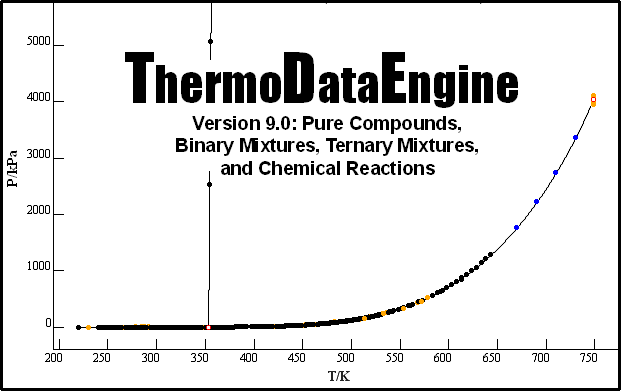 5000
ThermoDataEngine
4000
Version 9.0: Pure Compounds,
Binary Mixtures, Ternary Mixtures,
and Chemical Reactions
3000
P/kPa
2000
1000
0
200 250 300 350 400 450 500 550 600 650 700 750
T/K